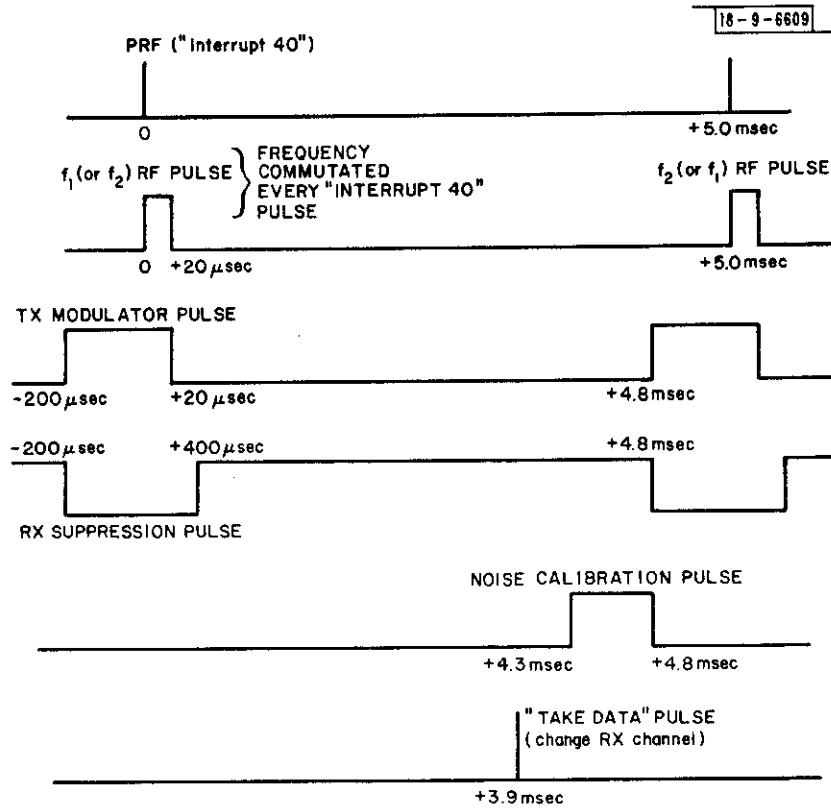 18-9-6609
PRF ("Interrupt 40")
0
+5.0 msec
f₁ (or f₂) RF PULSE
FREQUENCY
COMMUTATED
EVERY "INTERRUPT 40"
PULSE
f₂ (or f₁) RF PULSE
0
+20 μsec
+5.0 msec
TX MODULATOR PULSE
-200 μsec
+20 μsec
+4.8 msec
-200 μsec
+400 μsec
+4.8 msec
RX SUPPRESSION PULSE
NOISE CALIBRATION PULSE
+4.3 msec
+4.8 msec
"TAKE DATA" PULSE
(change RX channel)
+3.9 msec